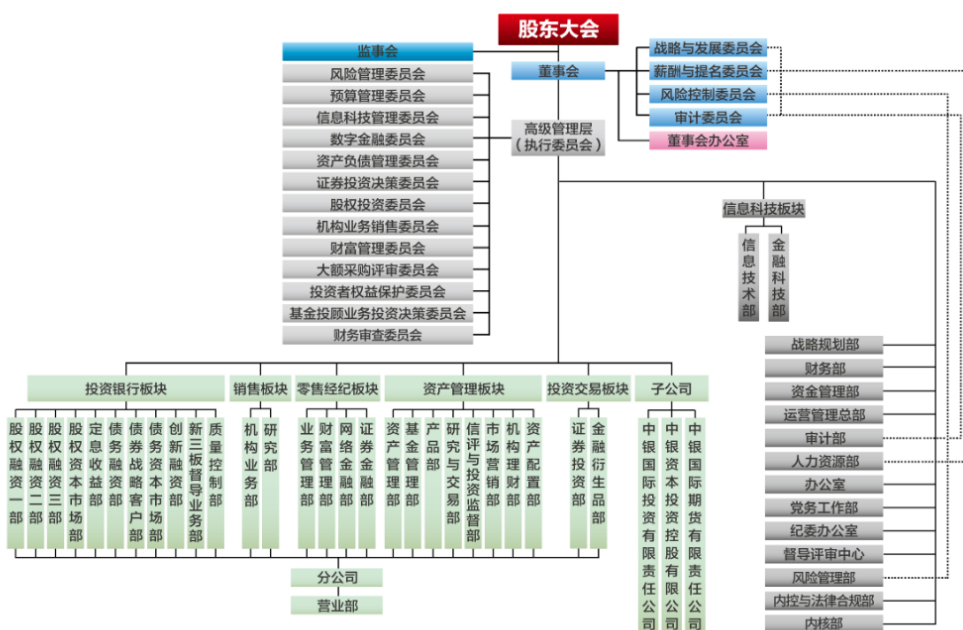 股东大会
监事会
董事会
战略与发展委员会
薪酬与提名委员会
风险控制委员会
审计委员会
董事会办公室
风险管理委员会
预算管理委员会
信息科技管理委员会
数字金融委员会
资产负债管理委员会
证券投资决策委员会
股权投资委员会
机构业务销售委员会
财富管理委员会
大额采购评审委员会
投资者权益保护委员会
基金投顾业务投资决策委员会
财务审查委员会
高级管理层
（执行委员会）
信息科技板块
信息技术部
金融科技部
战略规划部
财务部
资金管理部
运营管理总部
审计部
人力资源部
办公室
党务工作部
纪委办公室
督导评审中心
风险管理部
内控与法律合规部
内核部
投资银行板块
销售板块
零售经纪板块
资产管理板块
投资交易板块
子公司
股权融资一部
股权融资二部
股权融资三部
股权资本市场部
定息收益部
债务融资部
债券战略客户部
债务资本市场部
创新融资部
新三板督导业务部
质量控制部
机构业务部
研究部
业务管理部
财富管理部
网络金融部
证券金融部
资产管理部
基金管理部
产品部
研究与交易部
信评与投资监督部
市场营销部
机构理财部
资产配置部
证券投资部
金融衍生品部
中银国际投资有限责任公司
中银资本投资控股有限公司
中银国际期货有限责任公司
分公司
营业部